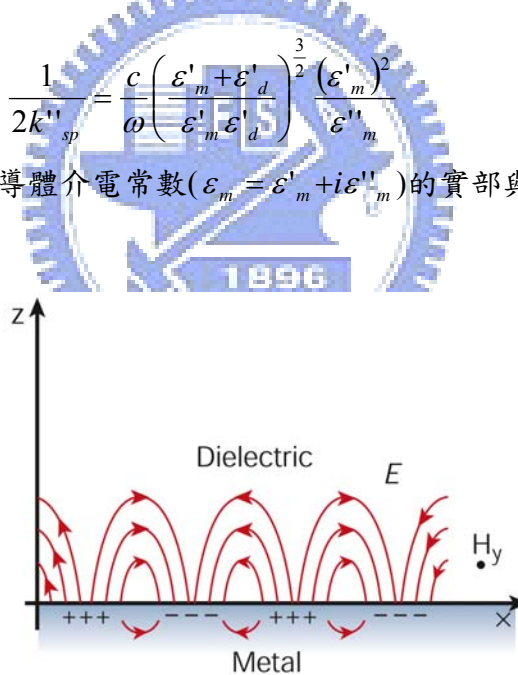 1/(2k''_sp) = c/ω ((ε'_m+ε'_d)/(ε'_m ε'_d))^(3/2) (ε'_m)^2/ε''_m
導體介電常數(ε_m = ε'_m+iε''_m)的實部與
1896
z
Dielectric
E
H_y
+++ --- +++ --- x
Metal